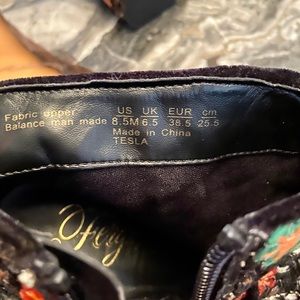 Fabric upper US UK EUR cm
Balance man made 8.5M 6.5 38.5 25.5
Made in China
TESLA